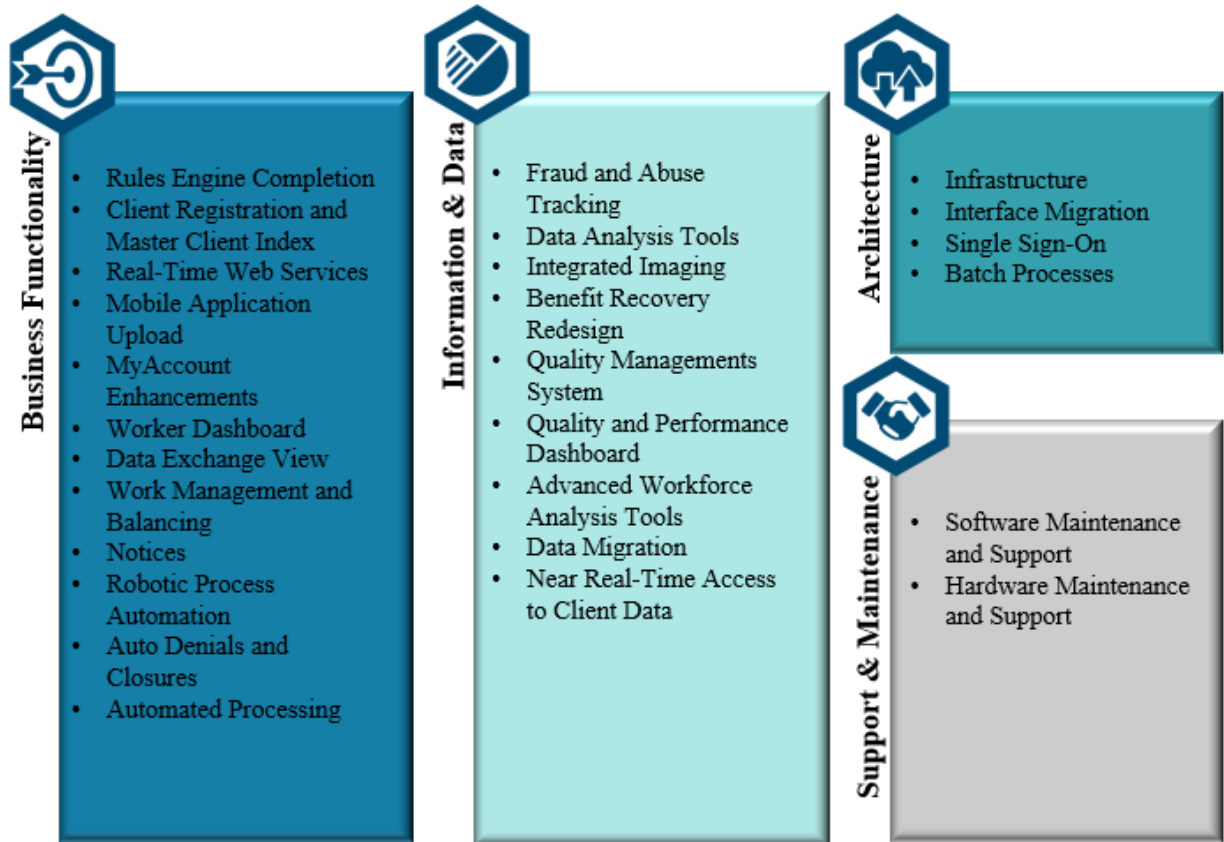 Business Functionality
• Rules Engine Completion
• Client Registration and
Master Client Index
• Real-Time Web Services
• Mobile Application
Upload
• MyAccount
Enhancements
• Worker Dashboard
• Data Exchange View
• Work Management and
Balancing
• Notices
• Robotic Process
Automation
• Auto Denials and
Closures
• Automated Processing
Information & Data
• Fraud and Abuse
Tracking
• Data Analysis Tools
• Integrated Imaging
• Benefit Recovery
Redesign
• Quality Managements
System
• Quality and Performance
Dashboard
• Advanced Workforce
Analysis Tools
• Data Migration
• Near Real-Time Access
to Client Data
Architecture
• Infrastructure
• Interface Migration
• Single Sign-On
• Batch Processes
Support & Maintenance
• Software Maintenance
and Support
• Hardware Maintenance
and Support